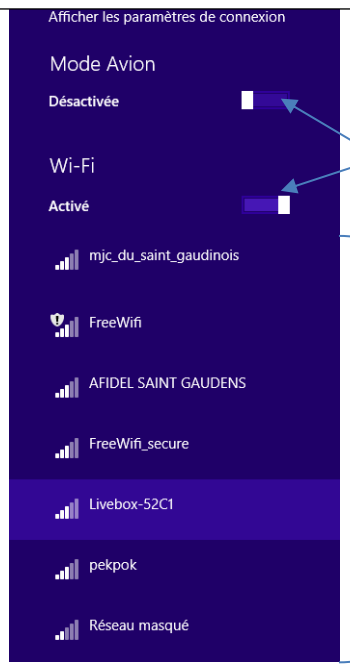 Afficher les paramètres de connexion
Mode Avion
Désactivée
Wi-Fi
Activé
mjc_du_saint_gaudinois
FreeWifi
AFIDEL SAINT GAUDENS
FreeWifi_secure
Livebox-52C1
pekpok
Réseau masqué